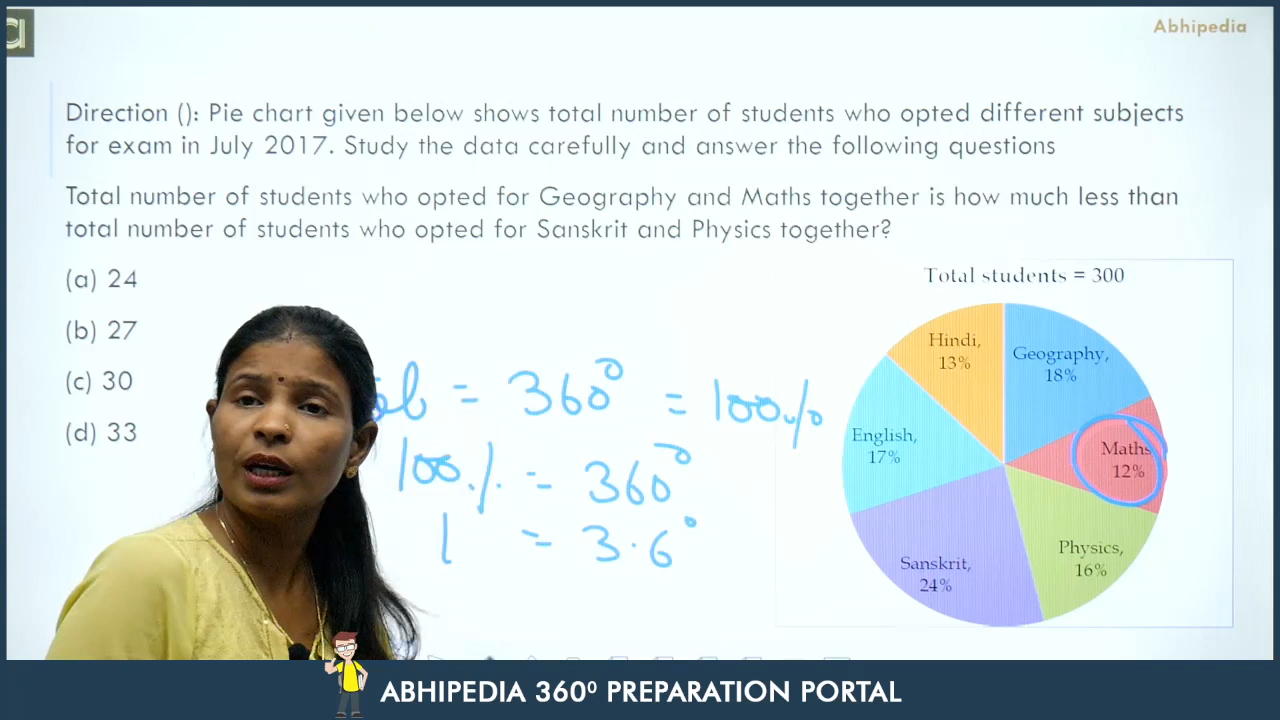 Abhipedia
Direction (): Pie chart given below shows total number of students who opted different subjects
for exam in July 2017. Study the data carefully and answer the following questions
Total number of students who opted for Geography and Maths together is how much less than
total number of students who opted for Sanskrit and Physics together?
(a) 24
(b) 27
(c) 30
(d) 33
Total students = 300
Hindi,
13%
Geography,
18%
English,
17%
Maths
12%
Sanskrit,
24%
Physics,
16%
= 360° = 100%
100% = 360°
1 = 3.6°
ABHIPEDIA 360⁰ PREPARATION PORTAL